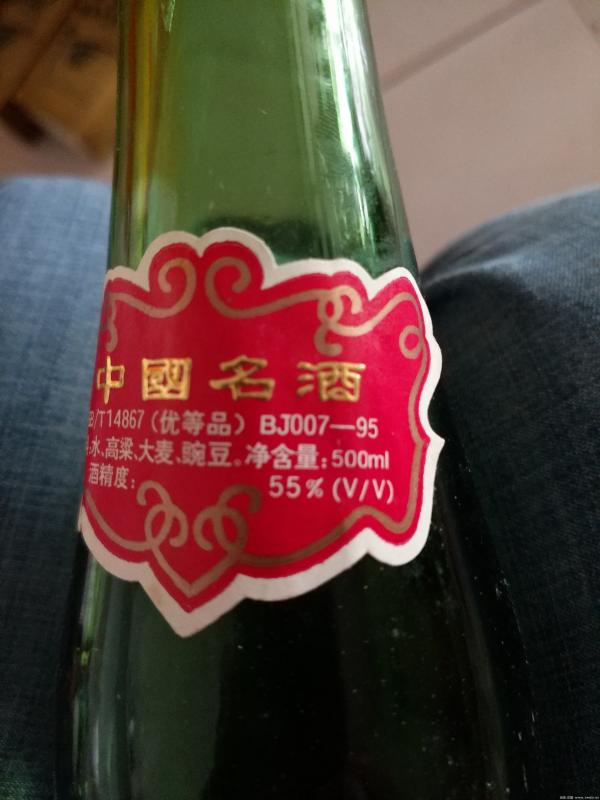 中國名酒
B/T14867(优等品) BJ007—95
、水、高粱、大麦、豌豆。净含量:500ml
酒精度: 55%(V/V)